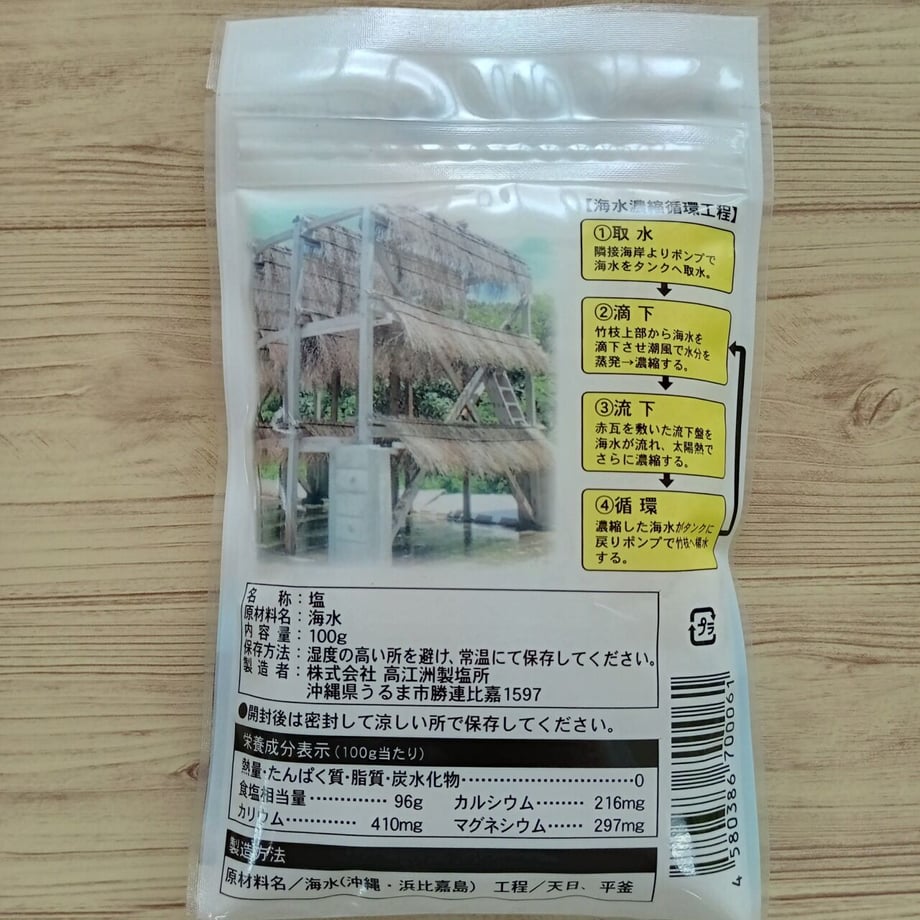 【海水濃縮循環工程】
①取水
隣接海岸よりポンプで
海水をタンクへ取水。
②滴下
竹枝上部から海水を
滴下させ潮風で水分を
蒸発→濃縮する。
③流下
赤瓦を敷いた流下盤を
海水が流れ、太陽熱で
さらに濃縮する。
④循環
濃縮した海水がタンクに
戻りポンプで竹枝へ揚水
する。
名称：塩
原材料名：海水
内容量：100g
保存方法：湿度の高い所を避け、常温にて保存してください。
製造者：株式会社 高江洲製塩所
沖縄県うるま市勝連比嘉1597
プラ
●開封後は密封して涼しい所で保存してください。
栄養成分表示（100g当たり）
熱量・たんぱく質・脂質・炭水化物……………………0
食塩相当量…………96g カルシウム………216mg
カリウム…………410mg マグネシウム……297mg
製造方法
原材料名／海水（沖縄・浜比嘉島） 工程／天日、平釜
4580386700061